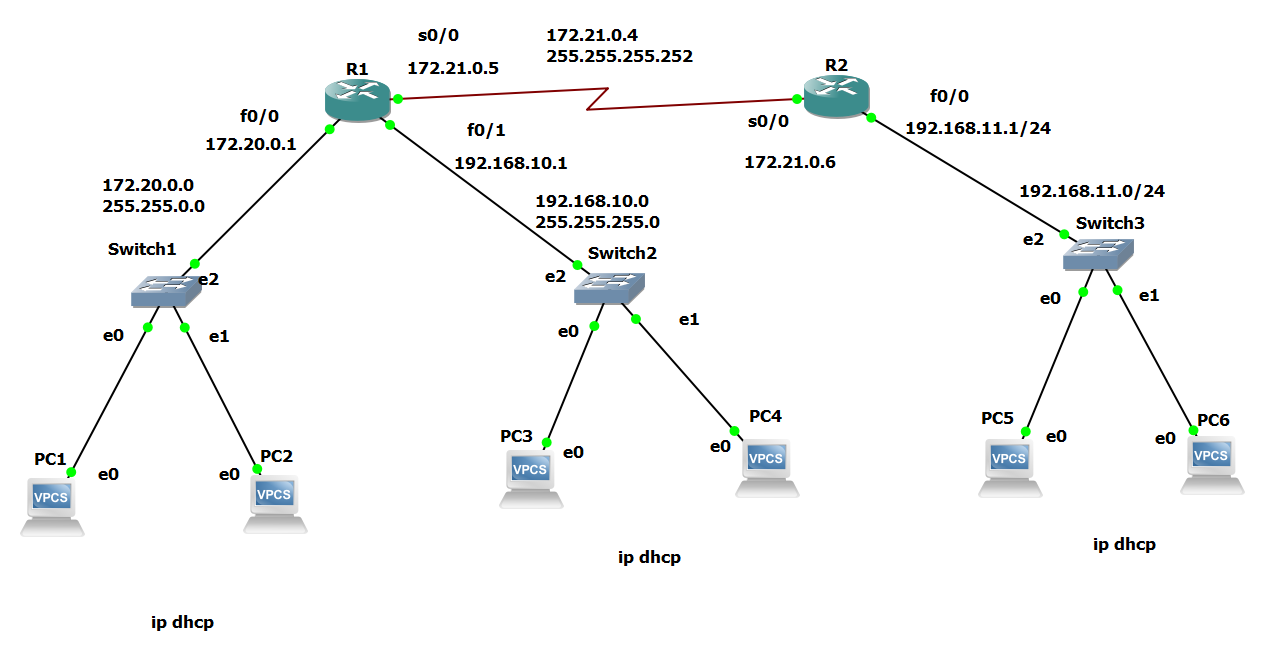 s0/0
172.21.0.4
255.255.255.252
R1
172.21.0.5
R2
f0/0
f0/0
172.20.0.1
f0/1
192.168.10.1
s0/0
172.21.0.6
192.168.11.1/24
172.20.0.0
255.255.0.0
192.168.10.0
255.255.255.0
192.168.11.0/24
Switch1
Switch2
Switch3
e2
e2
e2
e0
e1
e0
e1
e0
e1
PC1
e0
VPCS
PC2
e0
VPCS
PC3
e0
VPCS
PC4
e0
VPCS
PC5
e0
VPCS
PC6
e0
VPCS
ip dhcp
ip dhcp
ip dhcp